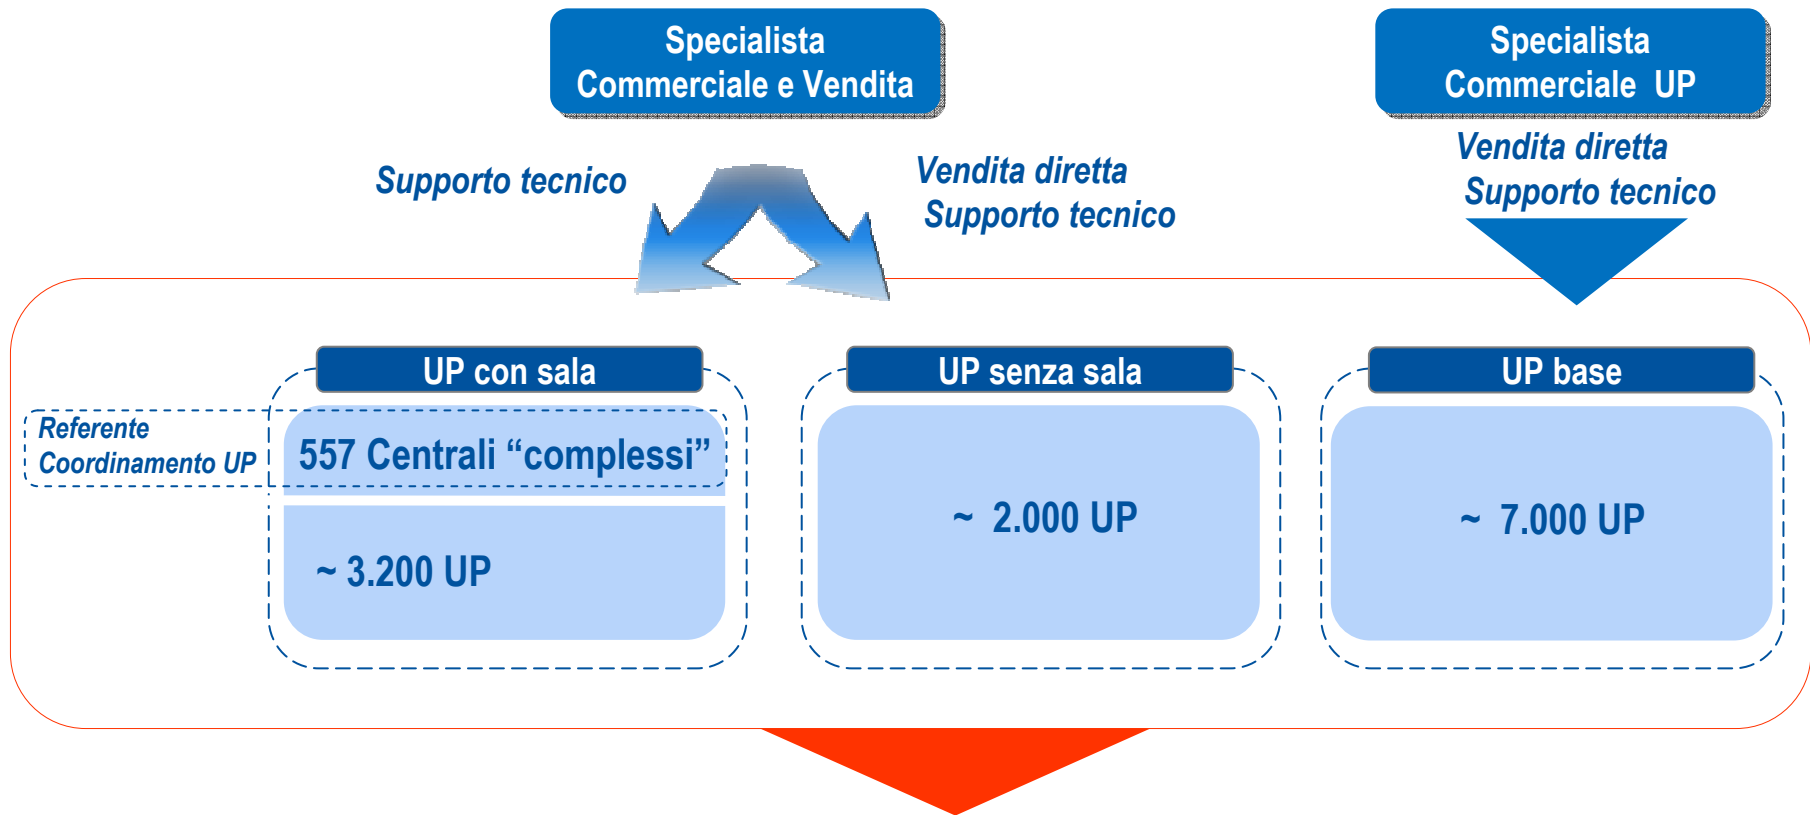 Specialista
Commerciale e Vendita
Specialista
Commerciale UP
Supporto tecnico
Vendita diretta
Supporto tecnico
Vendita diretta
Supporto tecnico
UP con sala
UP senza sala
UP base
Referente
Coordinamento UP
557 Centrali “complessi”
~ 3.200 UP
~ 2.000 UP
~ 7.000 UP